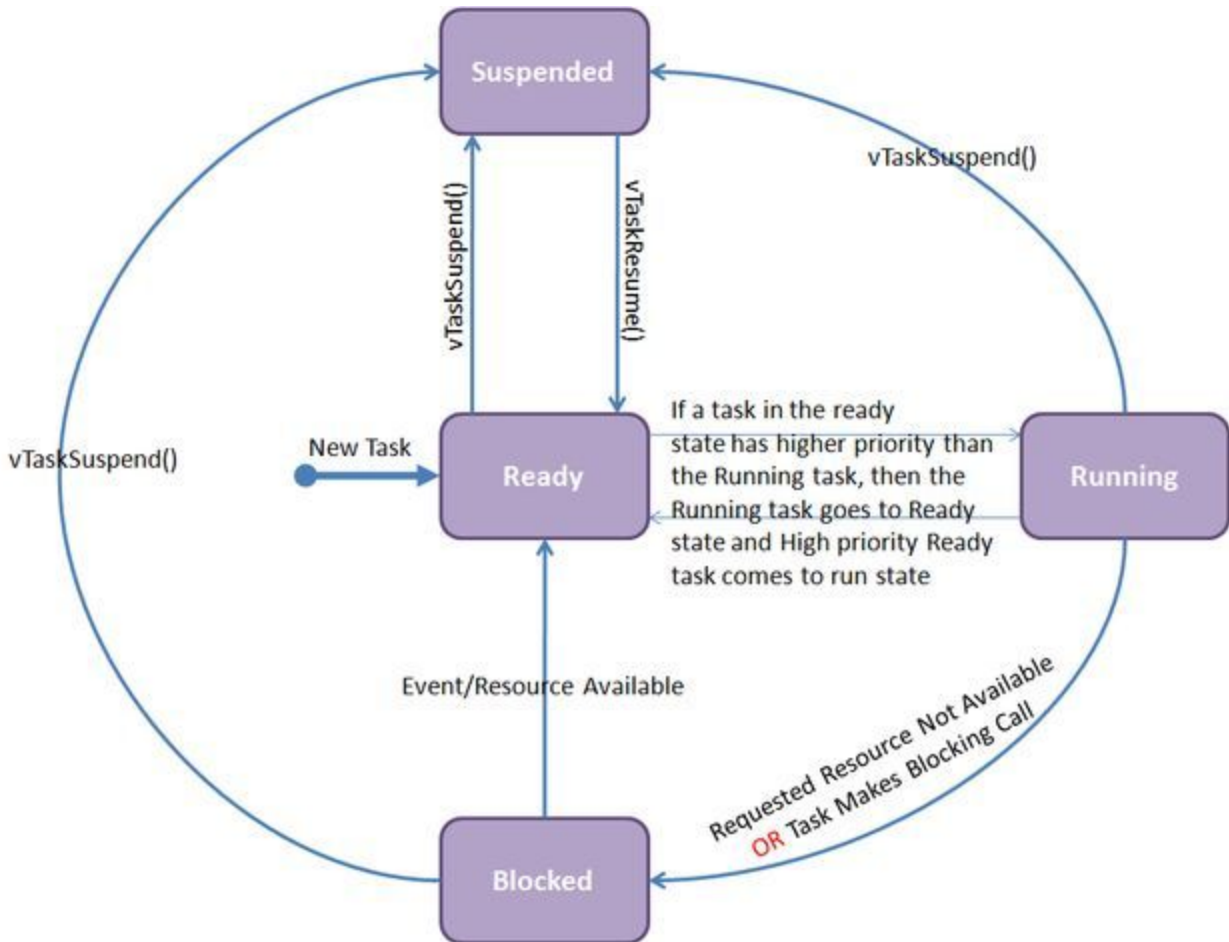 Suspended
vTaskSuspend()
vTaskSuspend()
vTaskResume()
New Task
Ready
If a task in the ready
state has higher priority than
the Running task, then the
Running task goes to Ready
state and High priority Ready
task comes to run state
Running
vTaskSuspend()
Event/Resource Available
Requested Resource Not Available
OR Task Makes Blocking Call
Blocked